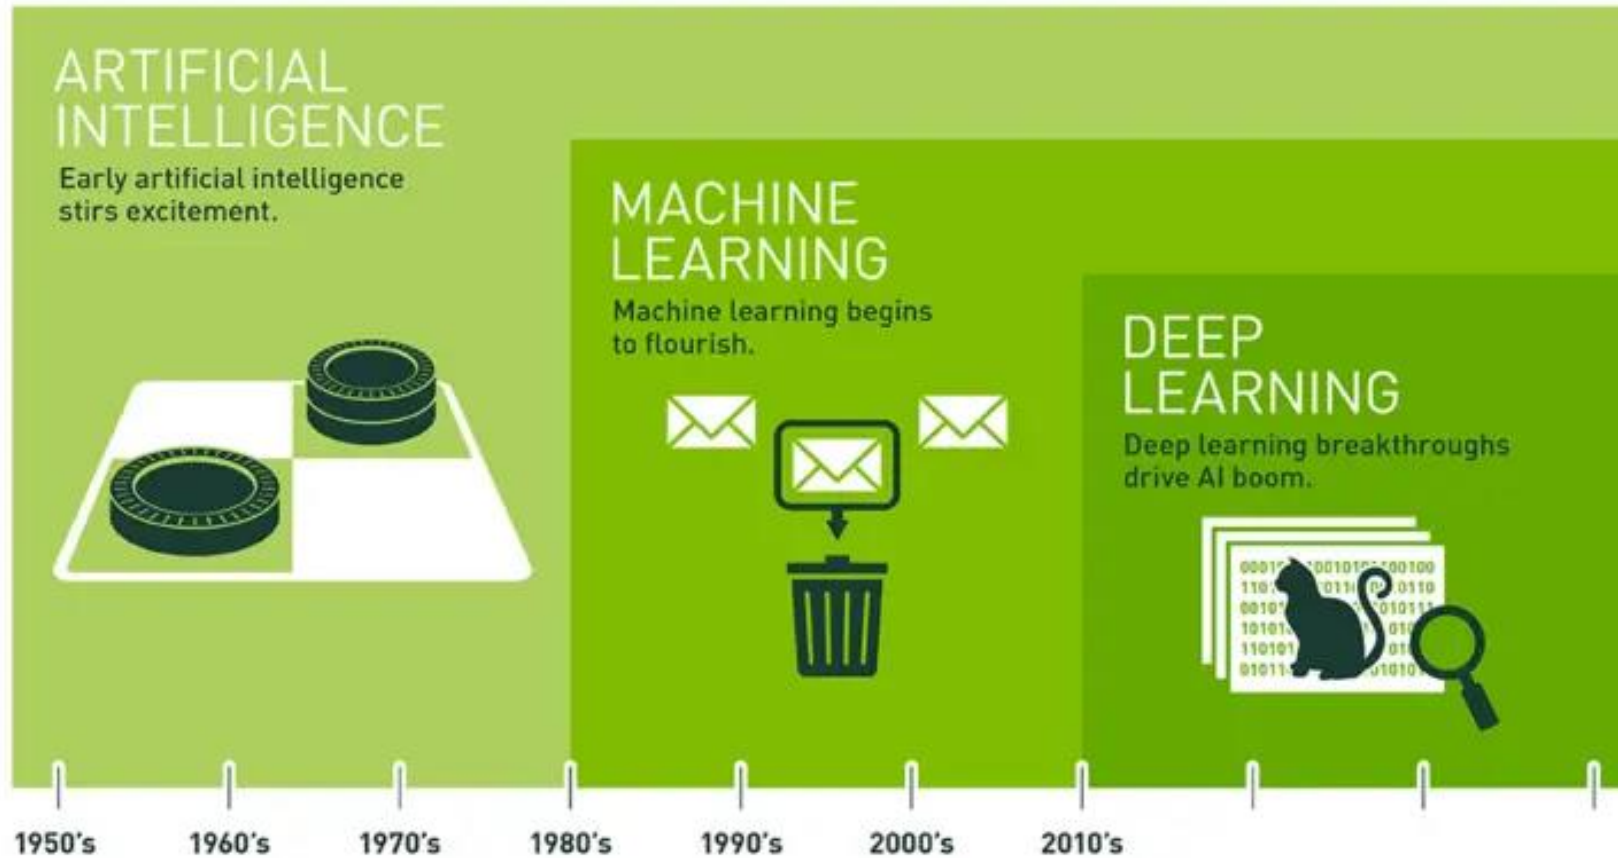 ARTIFICIAL
INTELLIGENCE
Early artificial intelligence
stirs excitement.
MACHINE
LEARNING
Machine learning begins
to flourish.
DEEP
LEARNING
Deep learning breakthroughs
drive AI boom.
1950's 1960's 1970's 1980's 1990's 2000's 2010's